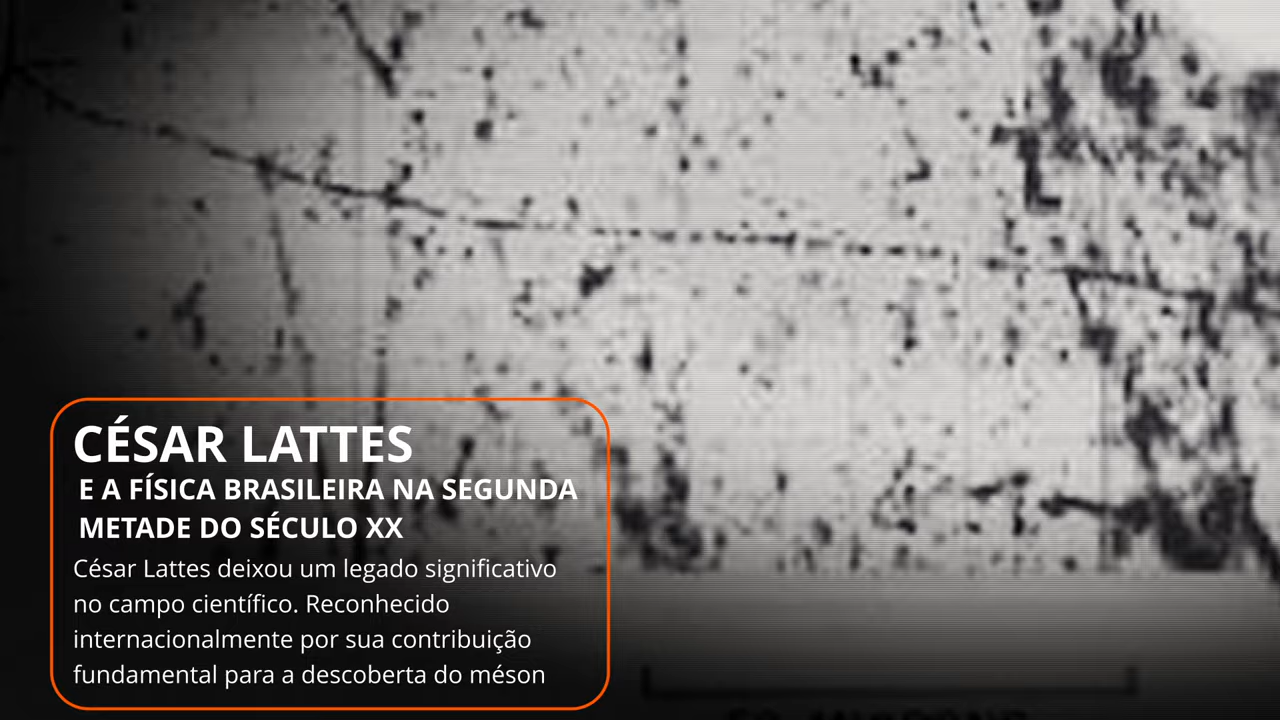 CÉSAR LATTES
E A FÍSICA BRASILEIRA NA SEGUNDA
METADE DO SÉCULO XX
César Lattes deixou um legado significativo
no campo científico. Reconhecido
internacionalmente por sua contribuição
fundamental para a descoberta do méson